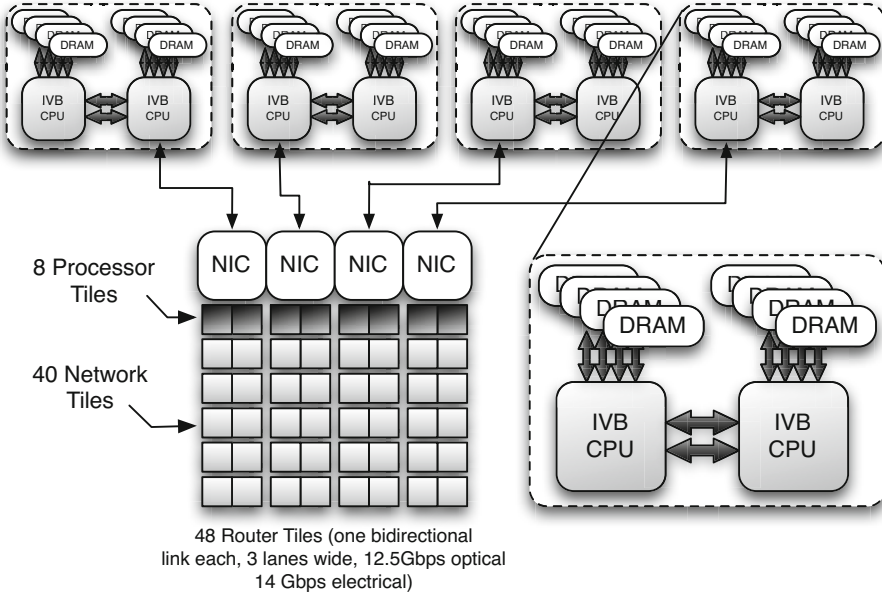 DRAM DRAM DRAM DRAM DRAM DRAM DRAM DRAM
IVB CPU IVB CPU IVB CPU IVB CPU IVB CPU IVB CPU IVB CPU IVB CPU
NIC NIC NIC NIC
8 Processor
Tiles
40 Network
Tiles
DRAM DRAM
IVB CPU IVB CPU
48 Router Tiles (one bidirectional
link each, 3 lanes wide, 12.5Gbps optical
14 Gbps electrical)